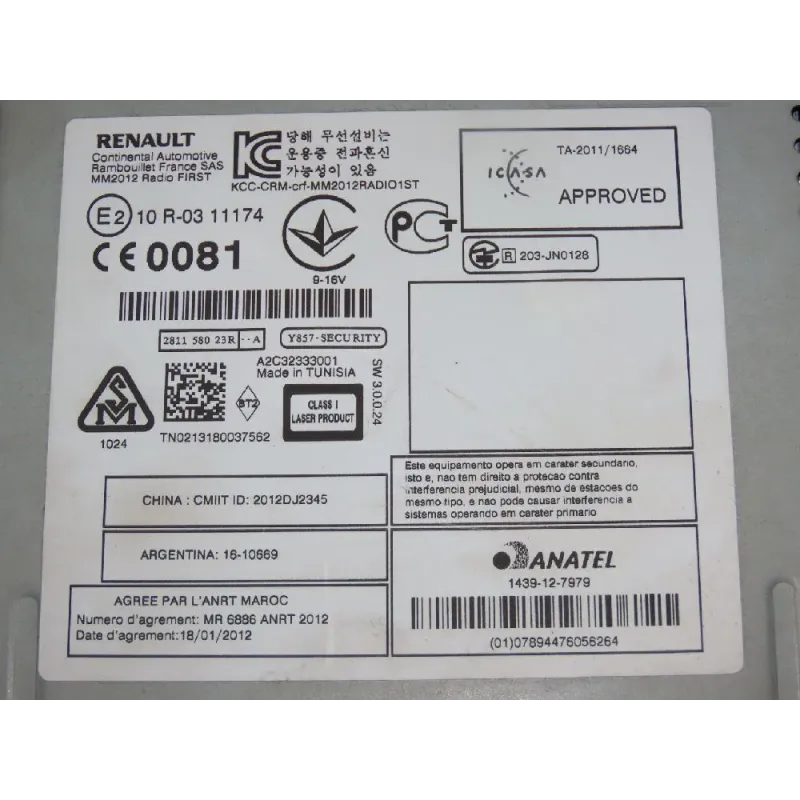 RENAULT
Continental Automotive
Rambouillet France SAS
MM2012 Radio FIRST
당해 무선설비는
운용중 전파혼신
가능성이 있음
KCC-CRM-crf-MM2012RADIO1ST
ICASA
TA-2011/1664
APPROVED
E2 10 R-03 11174
CE 0081
9-16V
PCT
R 203-JN0128
2811 580 23R --A
Y857-SECURITY
A2C32333001
Made in TUNISIA
SM
1024
BT2
CLASS I
LASER PRODUCT
SW 3.0.0.24
TN0213180037562
Este equipamento opera em carater secundario,
isto e, nao tem direito a protecao contra
interferencia prejudicial, mesmo de estacoes do
mesmo tipo, e nao pode causar interferencia a
sistemas operando em carater primario
CHINA : CMIIT ID: 2012DJ2345
ARGENTINA: 16-10669
ANATEL
1439-12-7979
(01)07894476056264
AGREE PAR L'ANRT MAROC
Numero d'agrement: MR 6886 ANRT 2012
Date d'agrement:18/01/2012